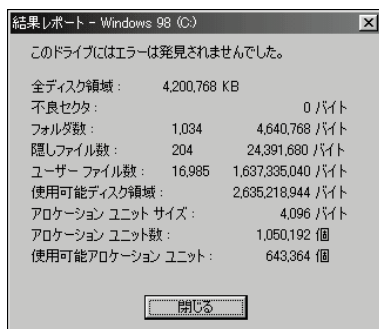 結果レポート - Windows 98 (C:)
このドライブにはエラーは発見されませんでした。
全ディスク領域： 4,200,768 KB
不良セクタ： 0 バイト
フォルダ数： 1,034 4,640,768 バイト
隠しファイル数： 204 24,391,680 バイト
ユーザー ファイル数： 16,985 1,637,335,040 バイト
使用可能ディスク領域： 2,635,218,944 バイト
アロケーション ユニット サイズ： 4,096 バイト
アロケーション ユニット数： 1,050,192 個
使用可能アロケーション ユニット： 643,364 個
閉じる